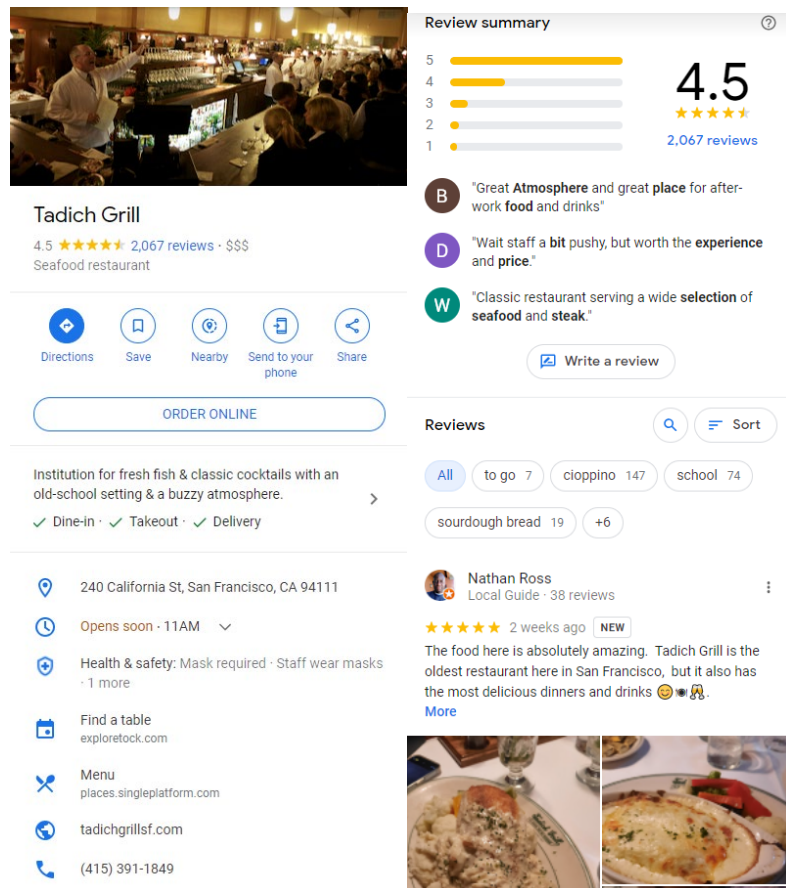 Tadich Grill
4.5 2,067 reviews · $$$
Seafood restaurant
Directions
Save
Nearby
Send to your
phone
Share
ORDER ONLINE
Institution for fresh fish & classic cocktails with an
old-school setting & a buzzy atmosphere.
Dine-in · Takeout · Delivery
240 California St, San Francisco, CA 94111
Opens soon · 11AM
Health & safety: Mask required · Staff wear masks
· 1 more
Find a table
exploretock.com
Menu
places.singleplatform.com
tadichgrillsf.com
(415) 391-1849
Review summary
5
4
3
2
1
4.5
2,067 reviews
B
"Great Atmosphere and great place for after-
work food and drinks"
D
"Wait staff a bit pushy, but worth the experience
and price."
W
"Classic restaurant serving a wide selection of
seafood and steak."
Write a review
Reviews
Sort
All
to go 7
cioppino 147
school 74
sourdough bread 19
+6
Nathan Ross
Local Guide · 38 reviews
2 weeks ago NEW
The food here is absolutely amazing. Tadich Grill is the
oldest restaurant here in San Francisco, but it also has
the most delicious dinners and drinks 😊🍽🥂.
More